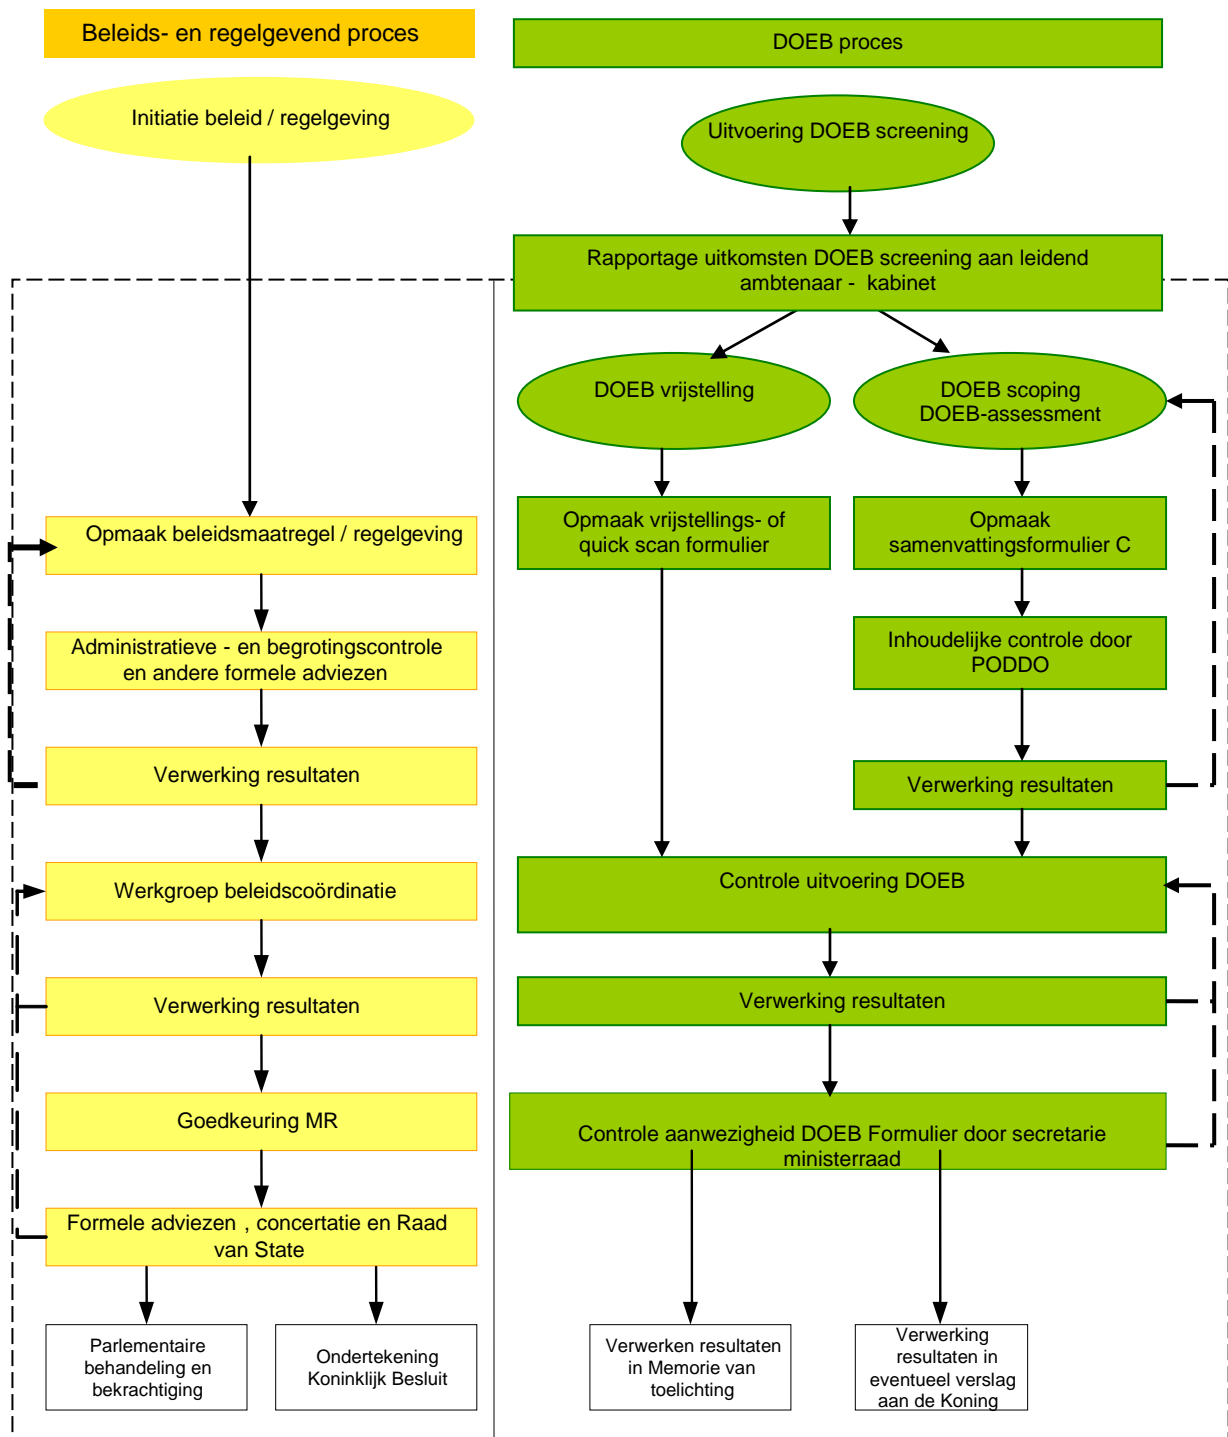 Beleids- en regelgevend proces
Initiatie beleid / regelgeving
Opmaak beleidsmaatregel / regelgeving
Administratieve - en begrotingscontrole
en andere formele adviezen
Verwerking resultaten
Werkgroep beleidscoördinatie
Verwerking resultaten
Goedkeuring MR
Formele adviezen , concertatie en Raad
van State
Parlementaire
behandeling en
bekrachtiging
Ondertekening
Koninklijk Besluit
DOEB proces
Uitvoering DOEB screening
Rapportage uitkomsten DOEB screening aan leidend
ambtenaar - kabinet
DOEB vrijstelling
DOEB scoping
DOEB-assessment
Opmaak vrijstellings- of
quick scan formulier
Opmaak
samenvattingsformulier C
Inhoudelijke controle door
PODDO
Verwerking resultaten
Controle uitvoering DOEB
Verwerking resultaten
Controle aanwezigheid DOEB Formulier door secretarie
ministerraad
Verwerken resultaten
in Memorie van
toelichting
Verwerking
resultaten in
eventueel verslag
aan de Koning